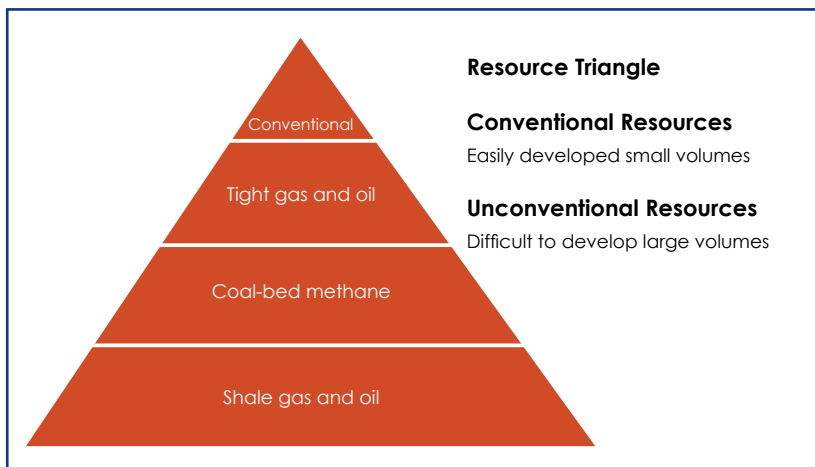 Resource Triangle
Conventional Resources
Easily developed small volumes
Unconventional Resources
Difficult to develop large volumes
Conventional
Tight gas and oil
Coal-bed methane
Shale gas and oil